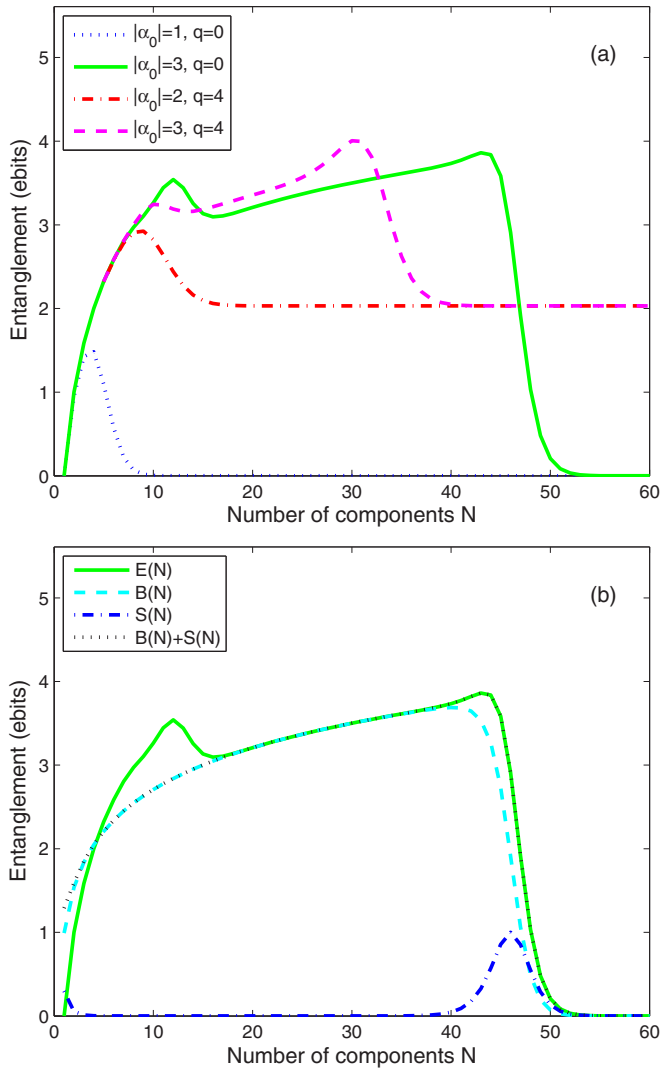 (a)
|α₀|=1, q=0
|α₀|=3, q=0
|α₀|=2, q=4
|α₀|=3, q=4
Entanglement (ebits)
5
4
3
2
1
0
0 10 20 30 40 50 60
Number of components N
(b)
E(N)
B(N)
S(N)
B(N)+S(N)
Entanglement (ebits)
5
4
3
2
1
0
0 10 20 30 40 50 60
Number of components N